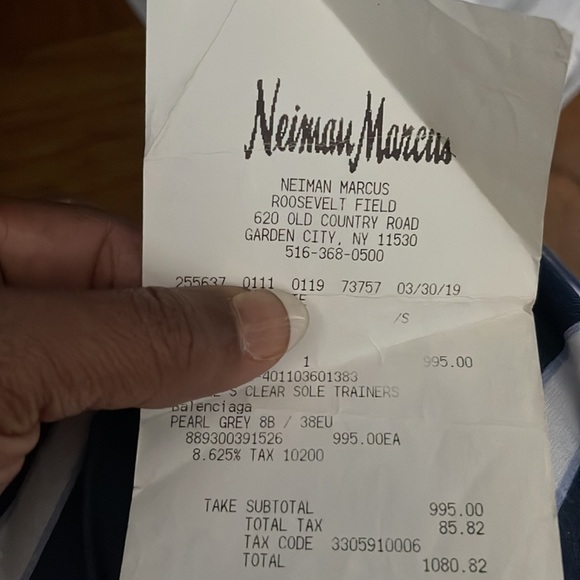 Neiman Marcus
NEIMAN MARCUS
ROOSEVELT FIELD
620 OLD COUNTRY ROAD
GARDEN CITY, NY 11530
516-368-0500
255637 0111 0119 73757 03/30/19
/S
1 995.00
401103601383
S CLEAR SOLE TRAINERS
Balenciaga
PEARL GREY 8B / 38EU
889300391526 995.00EA
8.625% TAX 10200
TAKE SUBTOTAL 995.00
TOTAL TAX 85.82
TAX CODE 3305910006
TOTAL 1080.82